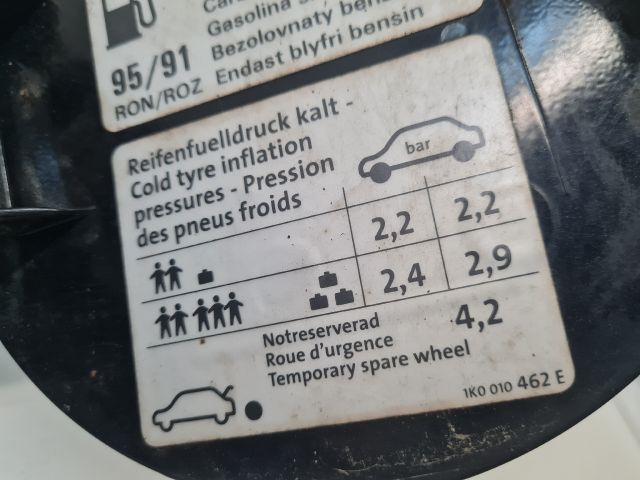 Gasolina
95/91 Bezolovnatý benzín
RON/ROZ Endast blyfri bensin
Reifenfuelldruck kalt -
Cold tyre inflation
pressures - Pression
des pneus froids
bar
2,2 2,2
2,4 2,9
Notreserverad
Roue d'urgence
Temporary spare wheel
4,2
1K0 010 462 E